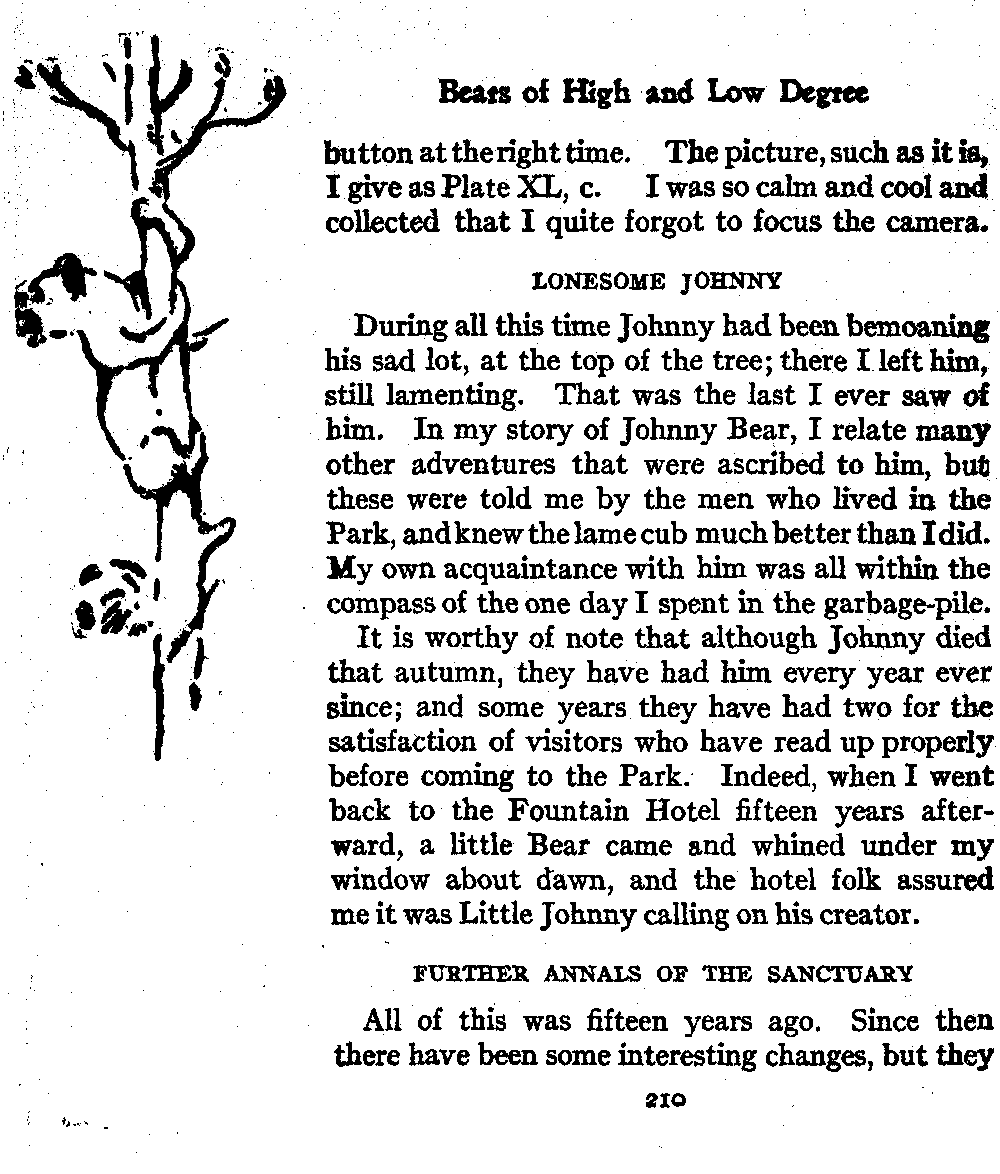 Bears of High and Low Degree
button at the right time. The picture, such as it is,
I give as Plate XL, c. I was so calm and cool and
collected that I quite forgot to focus the camera.
LONESOME JOHNNY
During all this time Johnny had been bemoaning
his sad lot, at the top of the tree; there I left him,
still lamenting. That was the last I ever saw of
him. In my story of Johnny Bear, I relate many
other adventures that were ascribed to him, but
these were told me by the men who lived in the
Park, and knew the lame cub much better than I did.
My own acquaintance with him was all within the
compass of the one day I spent in the garbage-pile.
It is worthy of note that although Johnny died
that autumn, they have had him every year ever
since; and some years they have had two for the
satisfaction of visitors who have read up properly
before coming to the Park. Indeed, when I went
back to the Fountain Hotel fifteen years after-
ward, a little Bear came and whined under my
window about dawn, and the hotel folk assured
me it was Little Johnny calling on his creator.
FURTHER ANNALS OF THE SANCTUARY
All of this was fifteen years ago. Since then
there have been some interesting changes, but they
210